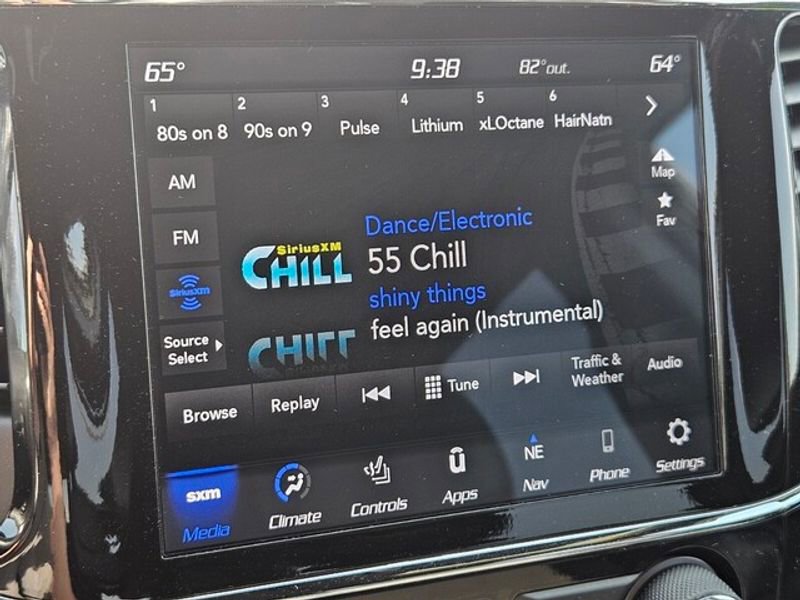 65° 9:38 82° out. 64°
1 2 3 4 5 6
80s on 8 90s on 9 Pulse Lithium xLOctane HairNatn
AM
Map
FM
Fav
SiriusXM
CHILL
Dance/Electronic
55 Chill
shiny things
feel again (Instrumental)
SiriusXM
Source Select
Browse Replay Tune Traffic & Weather Audio
sxm NE
Media Climate Controls Apps Nav Phone Settings